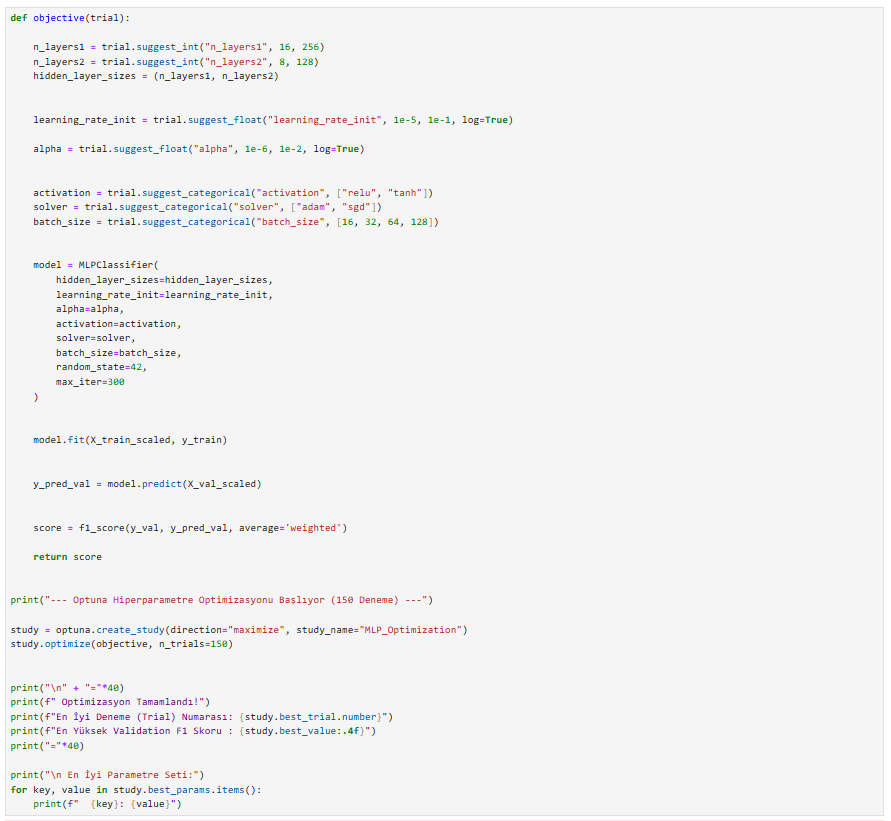 def objective(trial):
    n_layers1 = trial.suggest_int("n_layers1", 16, 256)
    n_layers2 = trial.suggest_int("n_layers2", 8, 128)
    hidden_layer_sizes = (n_layers1, n_layers2)
    learning_rate_init = trial.suggest_float("learning_rate_init", 1e-5, 1e-1, log=True)
    alpha = trial.suggest_float("alpha", 1e-6, 1e-2, log=True)
    activation = trial.suggest_categorical("activation", ["relu", "tanh"])
    solver = trial.suggest_categorical("solver", ["adam", "sgd"])
    batch_size = trial.suggest_categorical("batch_size", [16, 32, 64, 128])
    model = MLPClassifier(
        hidden_layer_sizes=hidden_layer_sizes,
        learning_rate_init=learning_rate_init,
        alpha=alpha,
        activation=activation,
        solver=solver,
        batch_size=batch_size,
        random_state=42,
        max_iter=300
    )
    model.fit(X_train_scaled, y_train)
    y_pred_val = model.predict(X_val_scaled)
    score = f1_score(y_val, y_pred_val, average='weighted')
    return score
print("--- Optuna Hiperparametre Optimizasyonu Başlıyor (150 Deneme) ---")
study = optuna.create_study(direction="maximize", study_name="MLP_Optimization")
study.optimize(objective, n_trials=150)
print("\n" + "="*40)
print(f" Optimizasyon Tamamlandı!")
print(f"En İyi Deneme (Trial) Numarası: {study.best_trial.number}")
print(f"En Yüksek Validation F1 Skoru : {study.best_value:.4f}")
print("="*40)
print("\n En İyi Parametre Seti:")
for key, value in study.best_params.items():
    print(f"  {key}: {value}")